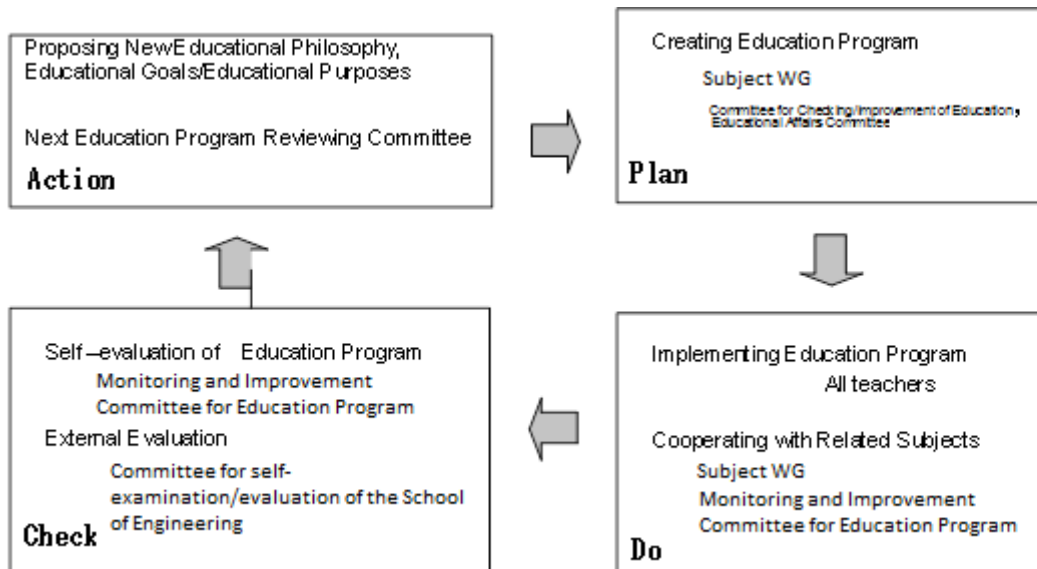 Proposing New Educational Philosophy,
Educational Goals/Educational Purposes
Next Education Program Reviewing Committee
Action
Creating Education Program
Subject WG
Committee for Checking/Improvement of Education,
Educational Affairs Committee
Plan
Self-evaluation of Education Program
Monitoring and Improvement
Committee for Education Program
External Evaluation
Committee for self-
examination/evaluation of the School
of Engineering
Check
Implementing Education Program
All teachers
Cooperating with Related Subjects
Subject WG
Monitoring and Improvement
Committee for Education Program
Do